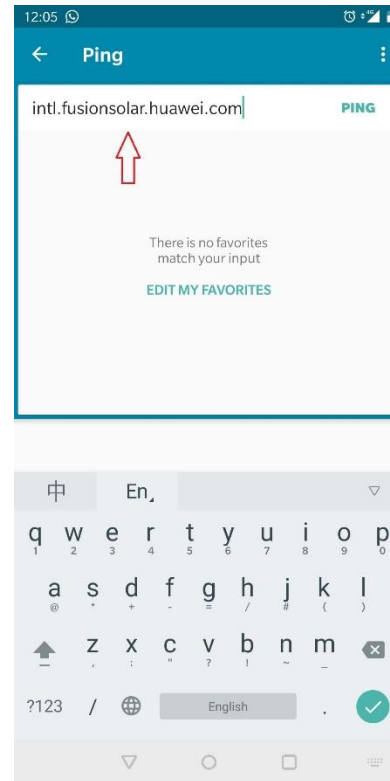 12:05
4G
Ping
intl.fusionsolar.huawei.com
PING
There is no favorites
match your input
EDIT MY FAVORITES
中 En
q w e r t y u i o p
1 2 3 4 5 6 7 8 9 0
a s d f g h j k l
@ * + - = / # ( )
z x c v b n m
, : " ? ! ~ _
?123 / English .